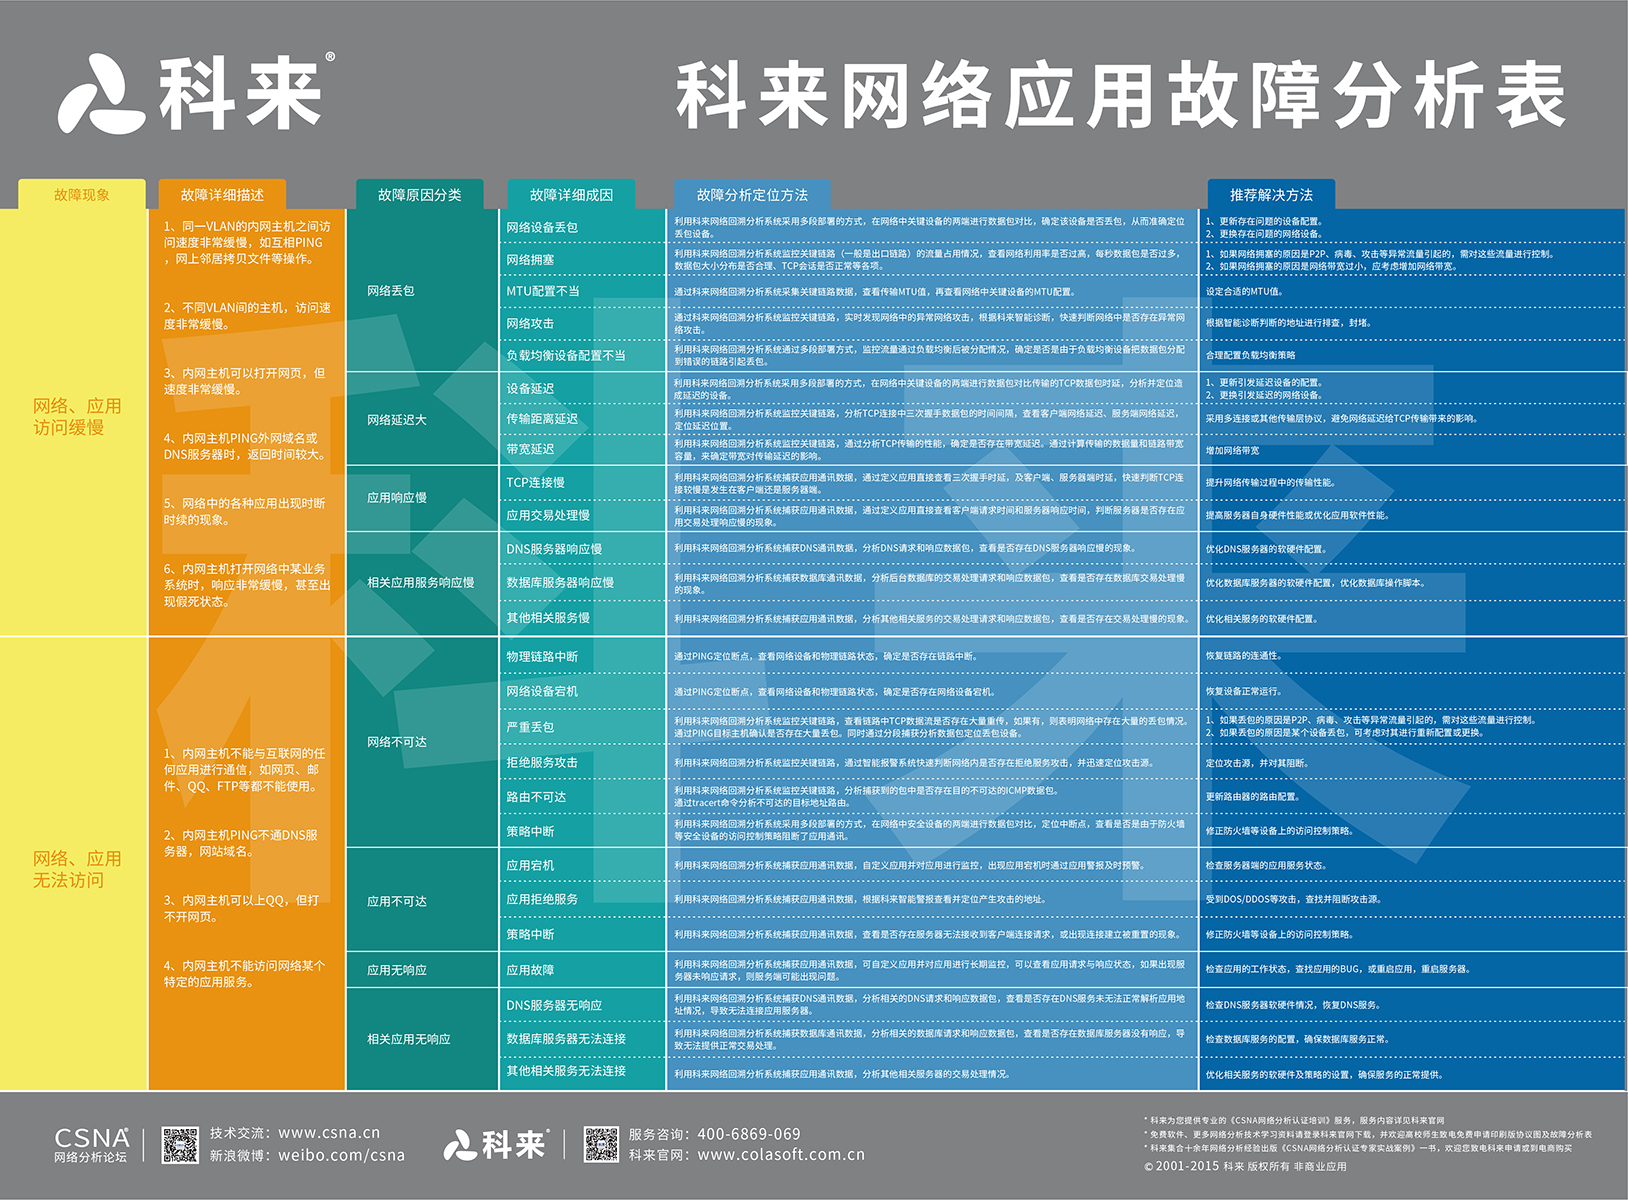 科来®
科来网络应用故障分析表
故障现象
故障详细描述
故障原因分类
故障详细成因
故障分析定位方法
推荐解决方法
网络、应用
访问缓慢
1、同一VLAN的内网主机之间访
问速度非常缓慢，如互相PING
，网上邻居拷贝文件等操作。
2、不同VLAN间的主机，访问速
度非常缓慢。
3、内网主机可以打开网页，但
速度非常缓慢。
4、内网主机PING外网域名或
DNS服务器时，返回时间较大。
5、网络中的各种应用出现时断
时续的现象。
6、内网主机打开网络中某业务
系统时，响应非常缓慢，甚至出
现假死状态。
网络丢包
网络设备丢包
利用科来网络回溯分析系统采用多段部署的方式，在网络中关键设备的两端进行数据包对比，确定该设备是否丢包，从而准确定位
丢包设备。
1、更新存在问题的设备配置。
2、更换存在问题的网络设备。
网络拥塞
利用科来网络回溯分析系统监控关键链路（一般是出口链路）的流量占用情况，查看网络利用率是否过高，每秒数据包是否过多，
数据包大小分布是否合理、TCP会话是否正常等各项。
1、如果网络拥塞的原因是P2P、病毒、攻击等异常流量引起的，需对这些流量进行控制。
2、如果网络拥塞的原因是网络带宽过小，应考虑增加网络带宽。
MTU配置不当
通过科来网络回溯分析系统采集关键链路数据，查看传输MTU值，再查看网络中关键设备的MTU配置。
设定合适的MTU值。
网络攻击
通过科来网络回溯分析系统监控关键链路，实时发现网络中的异常网络攻击，根据科来智能诊断，快速判断网络中是否存在异常网
络攻击。
根据智能诊断判断的地址进行排查，封堵。
负载均衡设备配置不当
利用科来网络回溯分析系统通过多段部署方式，监控流量通过负载均衡后被分配情况，确定是否是由于负载均衡设备把数据包分配
到错误的链路引起丢包。
合理配置负载均衡策略
网络延迟大
设备延迟
利用科来网络回溯分析系统采用多段部署的方式，在网络中关键设备的两端进行数据包对比传输的TCP数据包时延，分析并定位造
成延迟的设备。
1、更新引发延迟设备的配置。
2、更换引发延迟的网络设备。
传输距离延迟
利用科来网络回溯分析系统监控关键链路，分析TCP连接中三次握手数据包的时间间隔，查看客户端网络延迟、服务端网络延迟，
定位延迟位置。
采用多连接或其他传输层协议，避免网络延迟给TCP传输带来的影响。
带宽延迟
利用科来网络回溯分析系统监控关键链路，通过分析TCP传输的性能，确定是否存在带宽延迟。通过计算传输的数据量和链路带宽
容量，来确定带宽对传输延迟的影响。
增加网络带宽
应用响应慢
TCP连接慢
利用科来网络回溯分析系统捕获应用通讯数据，通过定义应用直接查看三次握手时延，及客户端、服务器端时延，快速判断TCP连
接较慢是发生在客户端还是服务器端。
提升网络传输过程中的传输性能。
应用交易处理慢
利用科来网络回溯分析系统捕获应用通讯数据，通过定义应用直接查看客户端请求时间和服务器响应时间，判断服务器是否存在应
用交易处理响应慢的现象。
提高服务器自身硬件性能或优化应用软件性能。
相关应用服务响应慢
DNS服务器响应慢
利用科来网络回溯分析系统捕获DNS通讯数据，分析DNS请求和响应数据包，查看是否存在DNS服务器响应慢的现象。
优化DNS服务器的软硬件配置。
数据库服务器响应慢
利用科来网络回溯分析系统捕获数据库通讯数据，分析后台数据库的交易处理请求和响应数据包，查看是否存在数据库交易处理慢
的现象。
优化数据库服务器的软硬件配置，优化数据库操作脚本。
其他相关服务慢
利用科来网络回溯分析系统捕获应用通讯数据，分析其他相关服务的交易处理请求和响应数据包，查看是否存在交易处理慢的现象。
优化相关服务的软硬件配置。
网络、应用
无法访问
1、内网主机不能与互联网的任
何应用进行通信，如网页、邮
件、QQ、FTP等都不能使用。
2、内网主机PING不通DNS服
务器，网站域名。
3、内网主机可以上QQ，但打
不开网页。
4、内网主机不能访问网络某个
特定的应用服务。
网络不可达
物理链路中断
通过PING定位断点，查看网络设备和物理链路状态，确定是否存在链路中断。
恢复链路的连通性。
网络设备宕机
通过PING定位断点，查看网络设备和物理链路状态，确定是否存在网络设备宕机。
恢复设备正常运行。
严重丢包
利用科来网络回溯分析系统监控关键链路，查看链路中TCP数据流是否存在大量重传，如果有，则表明网络中存在大量的丢包情况。
通过PING目标主机确认是否存在大量丢包。同时通过分段捕获分析数据包定位丢包设备。
1、如果丢包的原因是P2P、病毒、攻击等异常流量引起的，需对这些流量进行控制。
2、如果丢包的原因是某个设备丢包，可考虑对其进行重新配置或更换。
拒绝服务攻击
利用科来网络回溯分析系统监控关键链路，通过智能报警系统快速判断网络内是否存在拒绝服务攻击，并迅速定位攻击源。
定位攻击源，并对其阻断。
路由不可达
利用科来网络回溯分析系统监控关键链路，分析捕获到的包中是否存在目的不可达的ICMP数据包。
通过tracert命令分析不可达的目标地址路由。
更新路由器的路由配置。
策略中断
利用科来网络回溯分析系统采用多段部署的方式，在网络中安全设备的两端进行数据包对比，定位中断点，查看是否是由于防火墙
等安全设备的访问控制策略阻断了应用通讯。
修正防火墙等设备上的访问控制策略。
应用不可达
应用宕机
利用科来网络回溯分析系统捕获应用通讯数据，自定义应用并对应用进行监控，出现应用宕机时通过应用警报及时预警。
检查服务器端的应用服务状态。
应用拒绝服务
利用科来网络回溯分析系统捕获应用通讯数据，根据科来智能警报查看并定位产生攻击的地址。
受到DOS/DDOS等攻击，查找并阻断攻击源。
策略中断
利用科来网络回溯分析系统捕获应用通讯数据，查看是否存在服务器无法接收到客户端连接请求，或出现连接建立被重置的现象。
修正防火墙等设备上的访问控制策略。
应用无响应
应用故障
利用科来网络回溯分析系统捕获应用通讯数据，可自定义应用并对应用进行长期监控，可以查看应用请求与响应状态，如果出现服
务器未响应请求，则服务端可能出现问题。
检查应用的工作状态，查找应用的BUG，或重启应用，重启服务器。
相关应用无响应
DNS服务器无响应
利用科来网络回溯分析系统捕获DNS通讯数据，分析相关的DNS请求和响应数据包，查看是否存在DNS服务未无法正常解析应用地
址情况，导致无法连接应用服务器。
检查DNS服务器软硬件情况，恢复DNS服务。
数据库服务器无法连接
利用科来网络回溯分析系统捕获数据库通讯数据，分析相关的数据库请求和响应数据包，查看是否存在数据库服务器没有响应，导
致无法提供正常交易处理。
检查数据库服务的配置，确保数据库服务正常。
其他相关服务无法连接
利用科来网络回溯分析系统捕获应用通讯数据，分析其他相关服务器的交易处理情况。
优化相关服务的软硬件及策略的设置，确保服务的正常提供。
CSNA®
网络分析论坛
技术交流：www.csna.cn
新浪微博：weibo.com/csna
科来®
服务咨询：400-6869-069
科来官网：www.colasoft.com.cn
* 科来为您提供专业的《CSNA网络分析认证培训》服务，服务内容详见科来官网
* 免费软件、更多网络分析技术学习资料请登录科来官网下载，并欢迎高校师生致电免费申请印刷版协议图及故障分析表
* 科来集合十余年网络分析经验出版《CSNA网络分析认证专家实战案例》一书，欢迎您致电科来申请或到电商购买
© 2001-2015 科来 版权所有 非商业应用